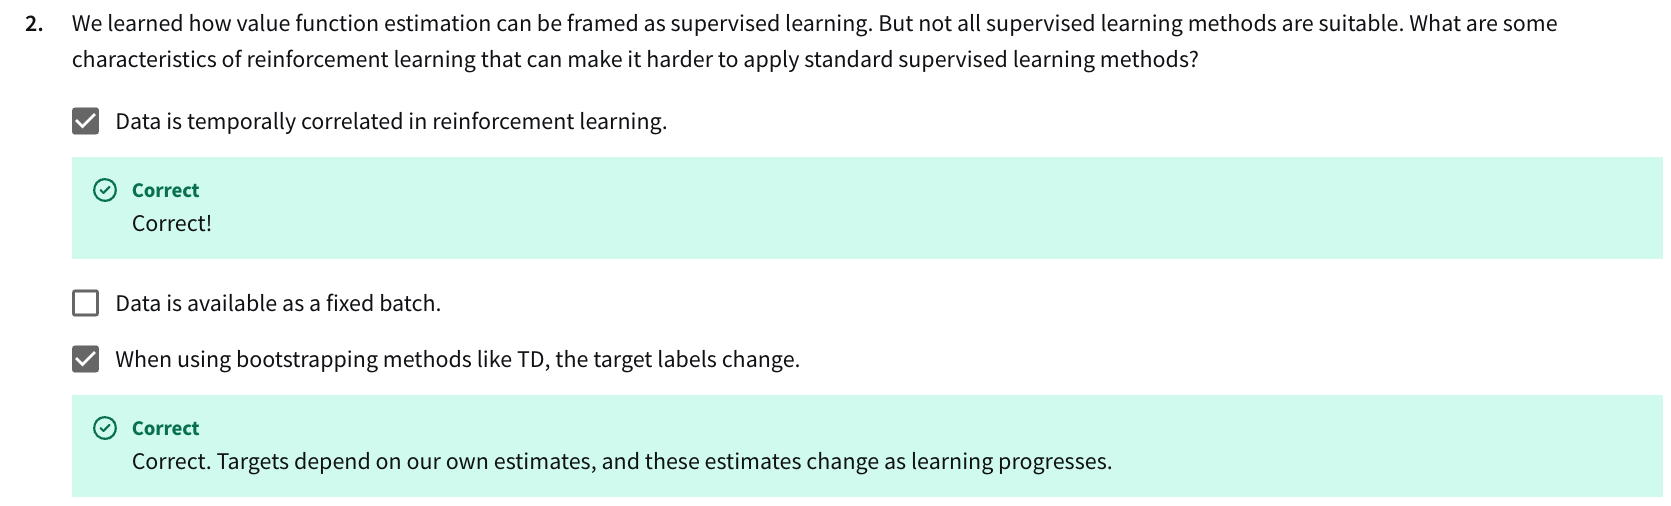 2. We learned how value function estimation can be framed as supervised learning. But not all supervised learning methods are suitable. What are some
characteristics of reinforcement learning that can make it harder to apply standard supervised learning methods?
Data is temporally correlated in reinforcement learning.
Correct
Correct!
Data is available as a fixed batch.
When using bootstrapping methods like TD, the target labels change.
Correct
Correct. Targets depend on our own estimates, and these estimates change as learning progresses.